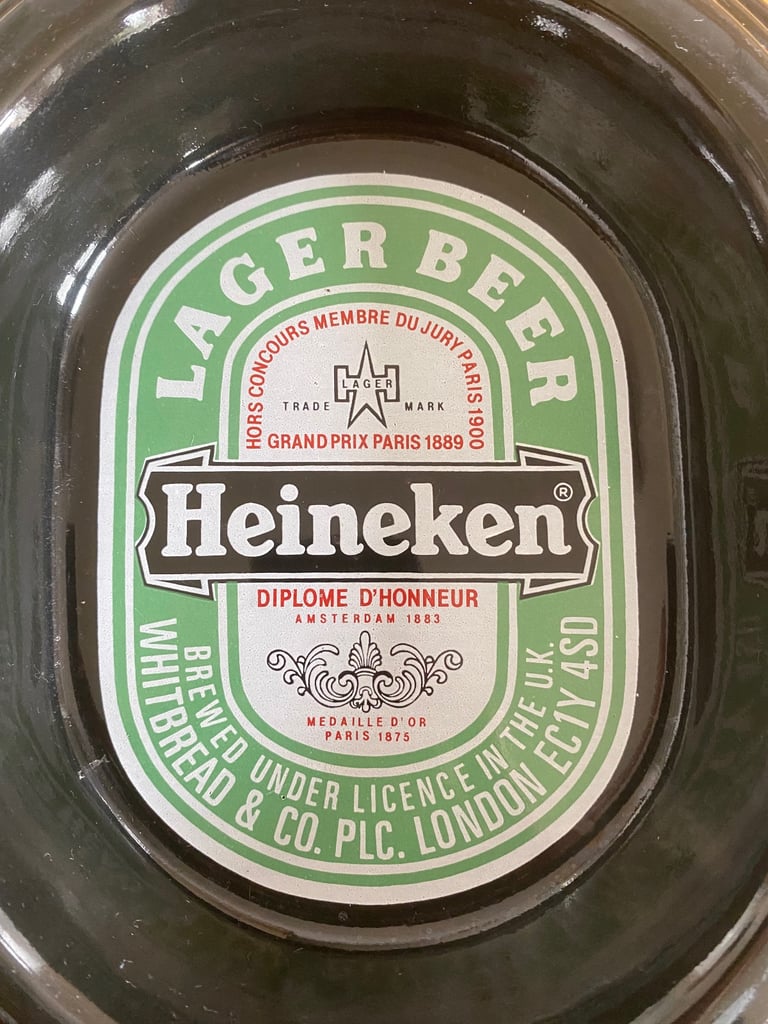 LAGER BEER
HORS CONCOURS MEMBRE DU JURY PARIS 1900
LAGER
TRADE MARK
GRAND PRIX PARIS 1889
Heineken®
DIPLOME D'HONNEUR
AMSTERDAM 1883
MEDAILLE D'OR
PARIS 1875
BREWED UNDER LICENCE IN THE U.K.
WHITBREAD & CO. PLC. LONDON EC1Y 4SD